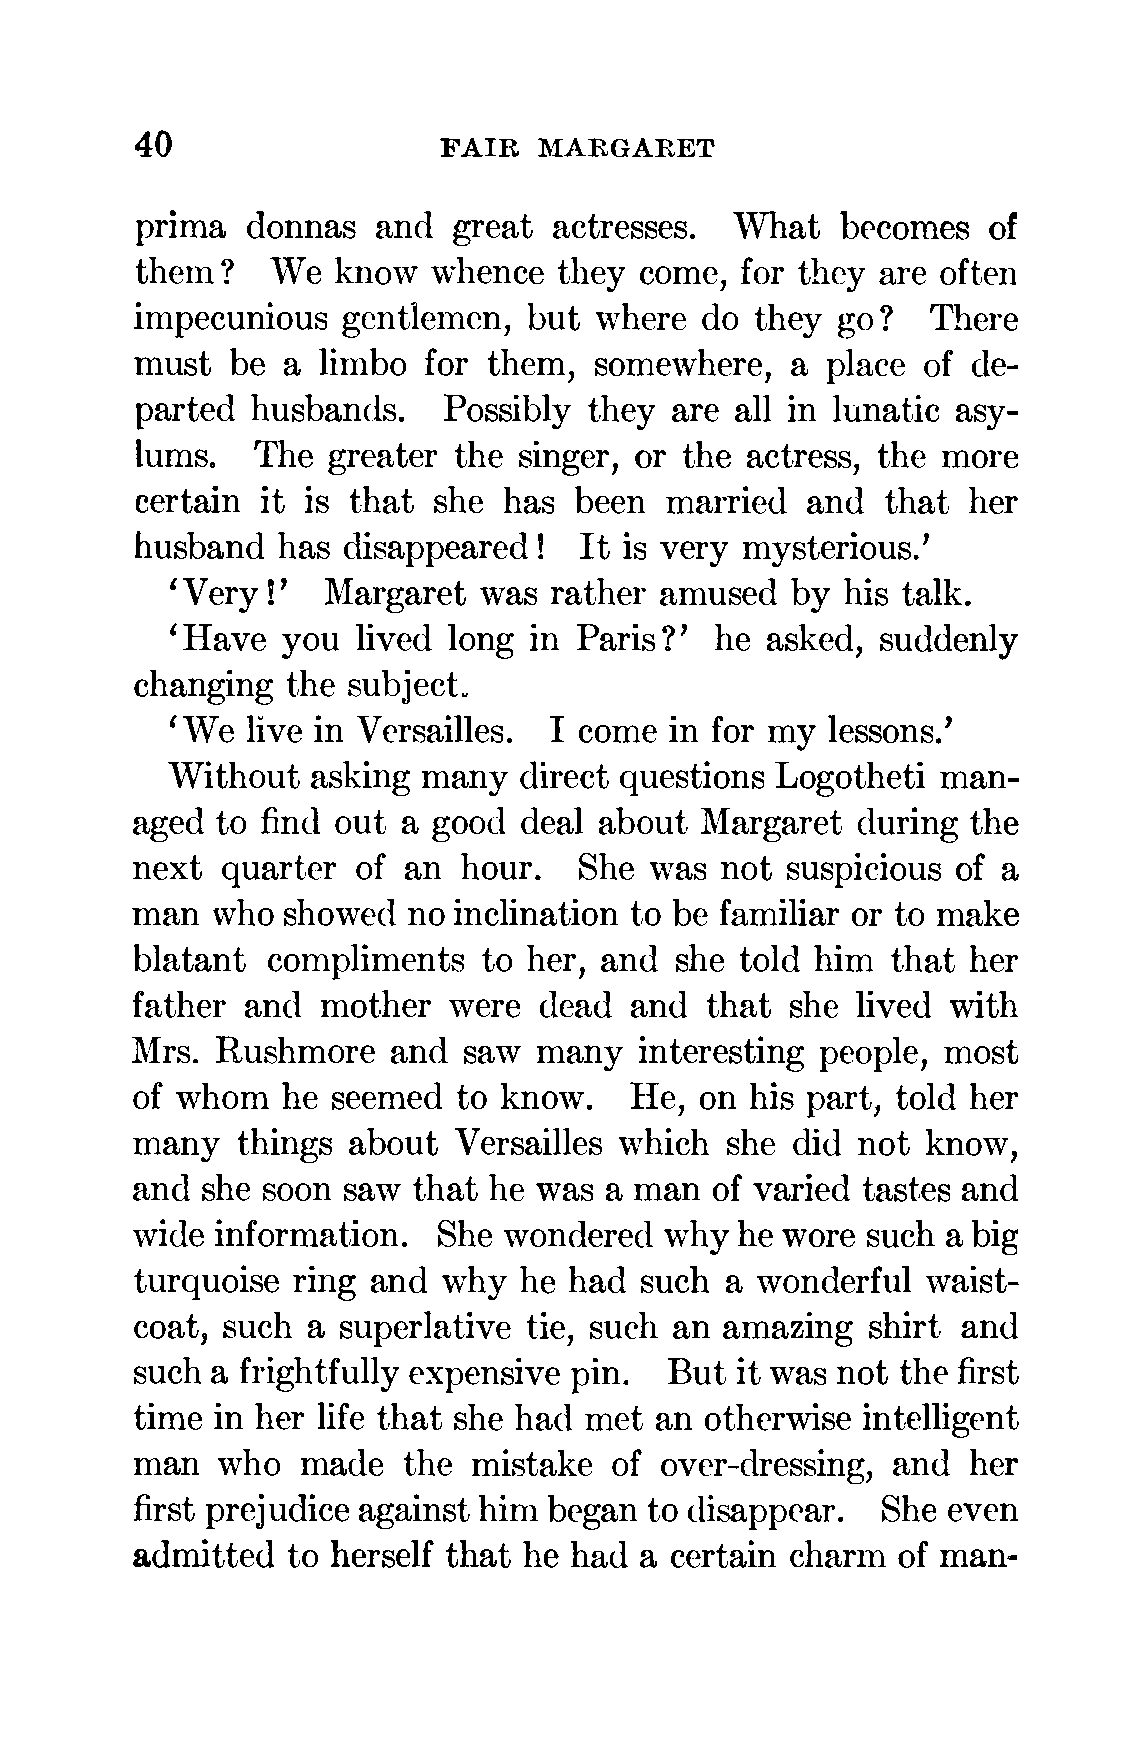 40 FAIR MARGARET
prima donnas and great actresses. What becomes of
them? We know whence they come, for they are often
impecunious gentlemen, but where do they go? There
must be a limbo for them, somewhere, a place of de-
parted husbands. Possibly they are all in lunatic asy-
lums. The greater the singer, or the actress, the more
certain it is that she has been married and that her
husband has disappeared! It is very mysterious.'
'Very!' Margaret was rather amused by his talk.
'Have you lived long in Paris?' he asked, suddenly
changing the subject.
'We live in Versailles. I come in for my lessons.'
Without asking many direct questions Logotheti man-
aged to find out a good deal about Margaret during the
next quarter of an hour. She was not suspicious of a
man who showed no inclination to be familiar or to make
blatant compliments to her, and she told him that her
father and mother were dead and that she lived with
Mrs. Rushmore and saw many interesting people, most
of whom he seemed to know. He, on his part, told her
many things about Versailles which she did not know,
and she soon saw that he was a man of varied tastes and
wide information. She wondered why he wore such a big
turquoise ring and why he had such a wonderful waist-
coat, such a superlative tie, such an amazing shirt and
such a frightfully expensive pin. But it was not the first
time in her life that she had met an otherwise intelligent
man who made the mistake of over-dressing, and her
first prejudice against him began to disappear. She even
admitted to herself that he had a certain charm of man-